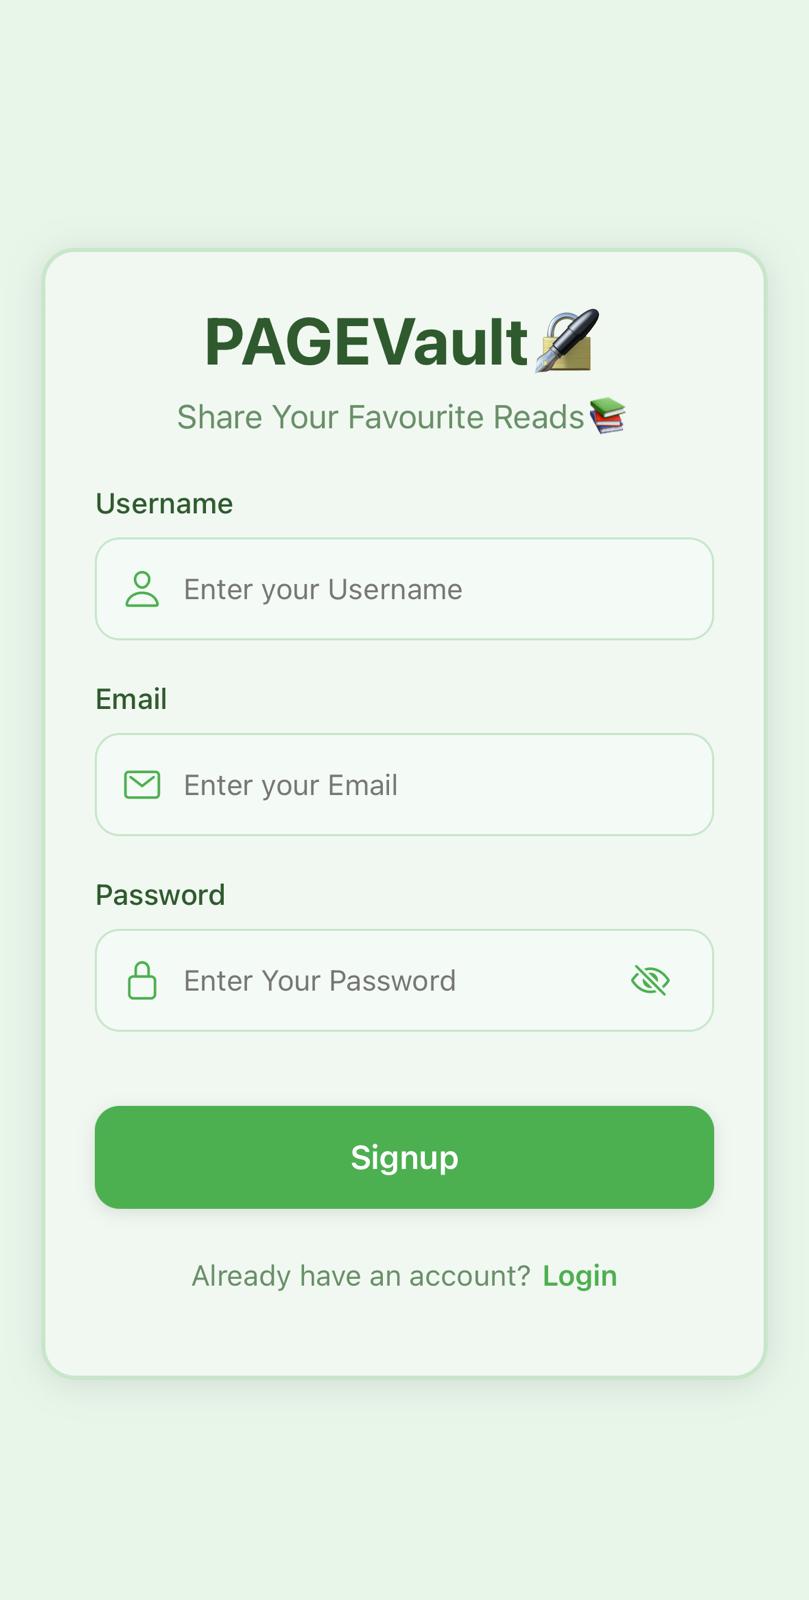 PAGEVault🔏
Share Your Favourite Reads📚
Username
Enter your Username
Email
Enter your Email
Password
Enter Your Password
Signup
Already have an account? Login